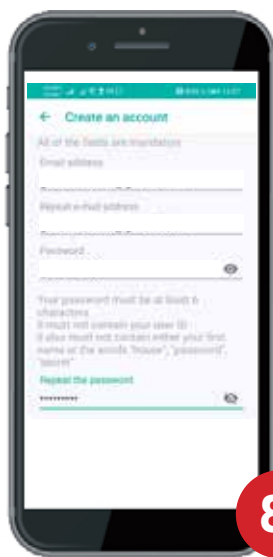 ← Create an account
All of the fields are mandatory
Email address
Repeat e-mail address
Password
Your password must be at least 6
characters
It must not contain your user ID
It also must not contain either your first
name or the words "house", "password",
"secret"
Repeat the password
•••••••••
8